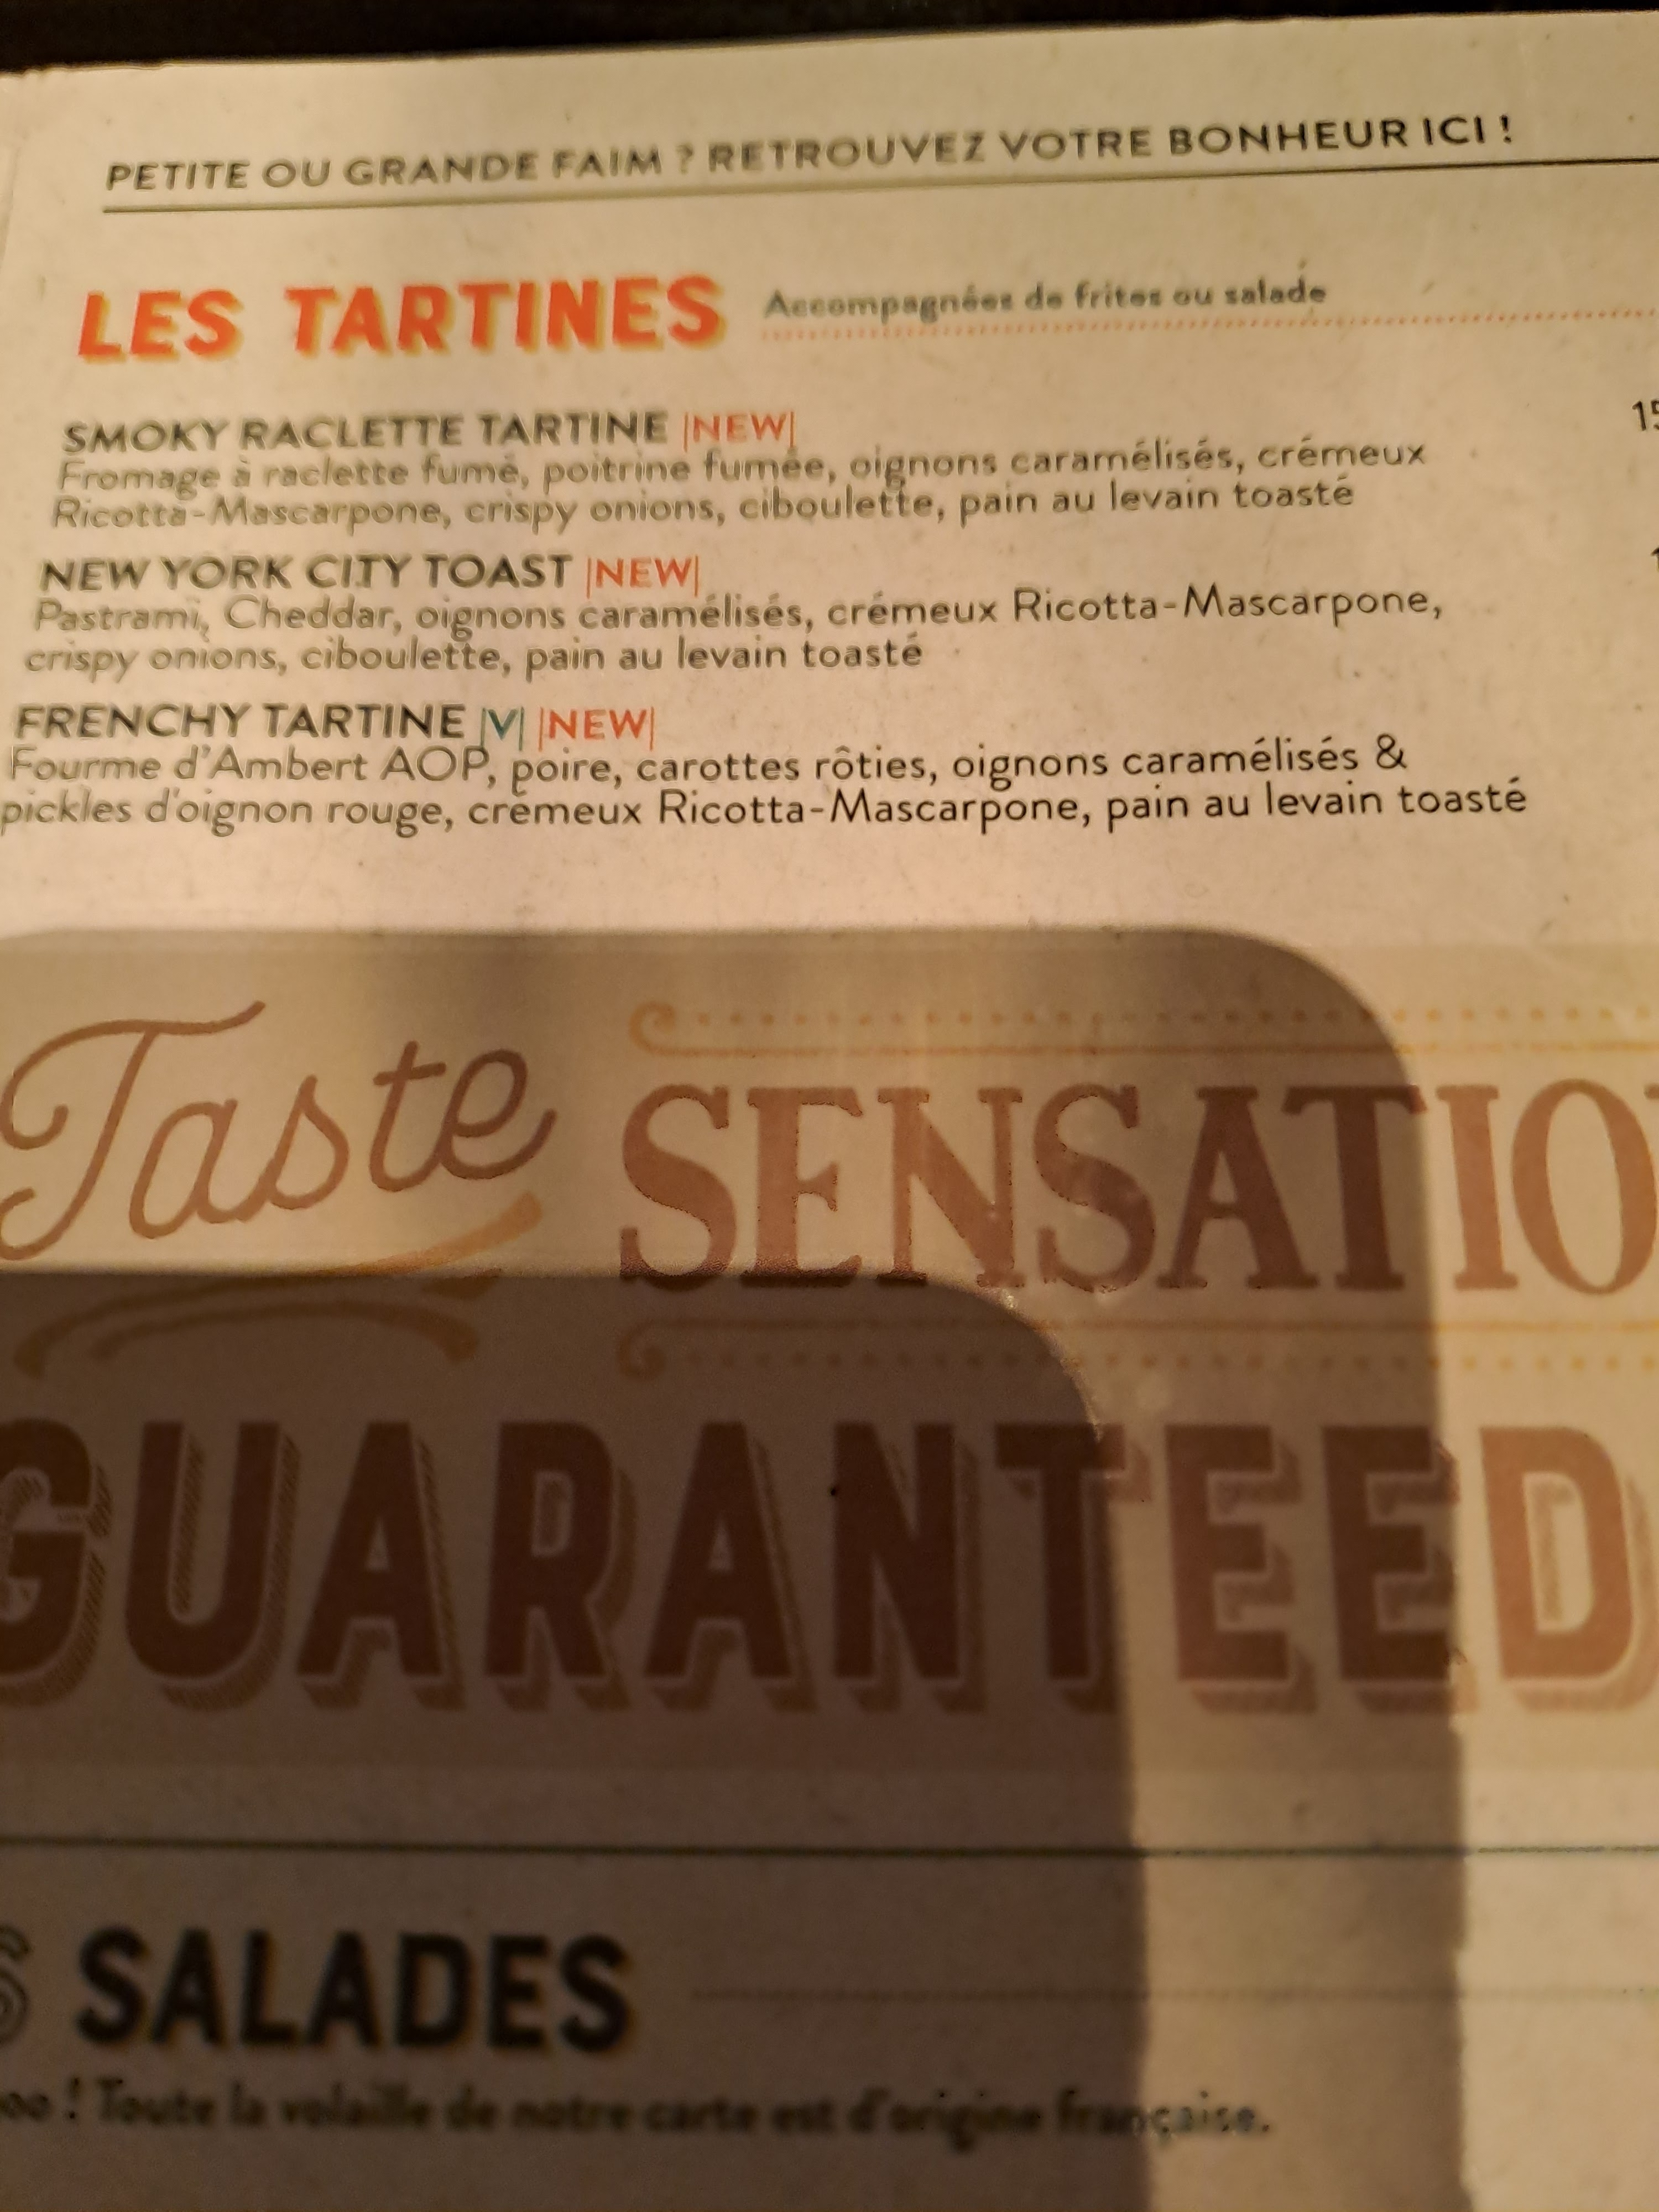 PETITE OU GRANDE FAIM ? RETROUVEZ VOTRE BONHEUR ICI !
LES TARTINES Accompagnées de frites ou salade
SMOKY RACLETTE TARTINE |NEW|
Fromage à raclette fumé, poitrine fumée, oignons caramélisés, crémeux
Ricotta-Mascarpone, crispy onions, ciboulette, pain au levain toasté
NEW YORK CITY TOAST |NEW|
Pastrami, Cheddar, oignons caramélisés, crémeux Ricotta-Mascarpone,
crispy onions, ciboulette, pain au levain toasté
FRENCHY TARTINE |V| |NEW|
Fourme d'Ambert AOP, poire, carottes rôties, oignons caramélisés &
pickles d'oignon rouge, crémeux Ricotta-Mascarpone, pain au levain toasté
Taste SENSATIO
GUARANTEED
SALADES
! Toute la volaille de notre carte est d'origine française.